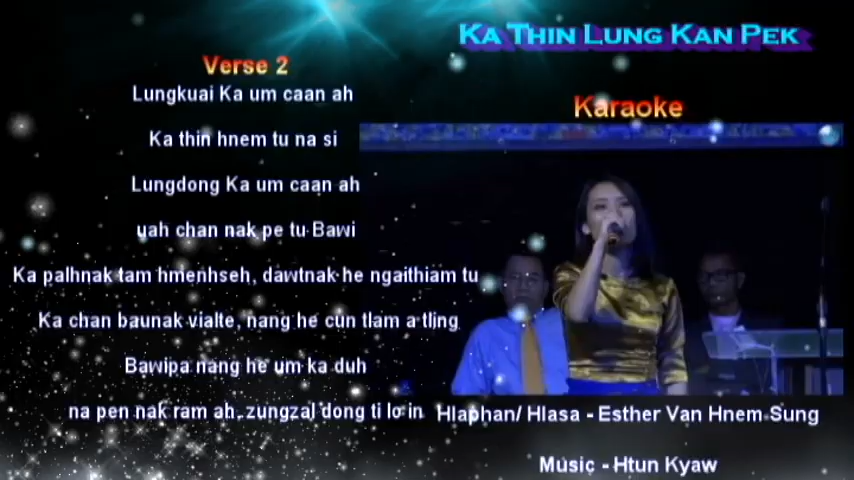 Ka Thin Lung Kan Pek
Verse 2
Karaoke
Lungkuai Ka um caan ah
Ka thin hnem tu na si
Lungdong Ka um caan ah
uah chan nak pe tu Bawi
Ka palhnak tam hmenhseh, dawtnak he ngaithiam tu
Ka chan baunak vialte, nang he cun tlam a tling
Bawipa nang he um ka duh
na pen nak ram ah, zungzal dong ti lo in
Hlaphan/ Hlasa - Esther Van Hnem Sung
Music - Htun Kyaw